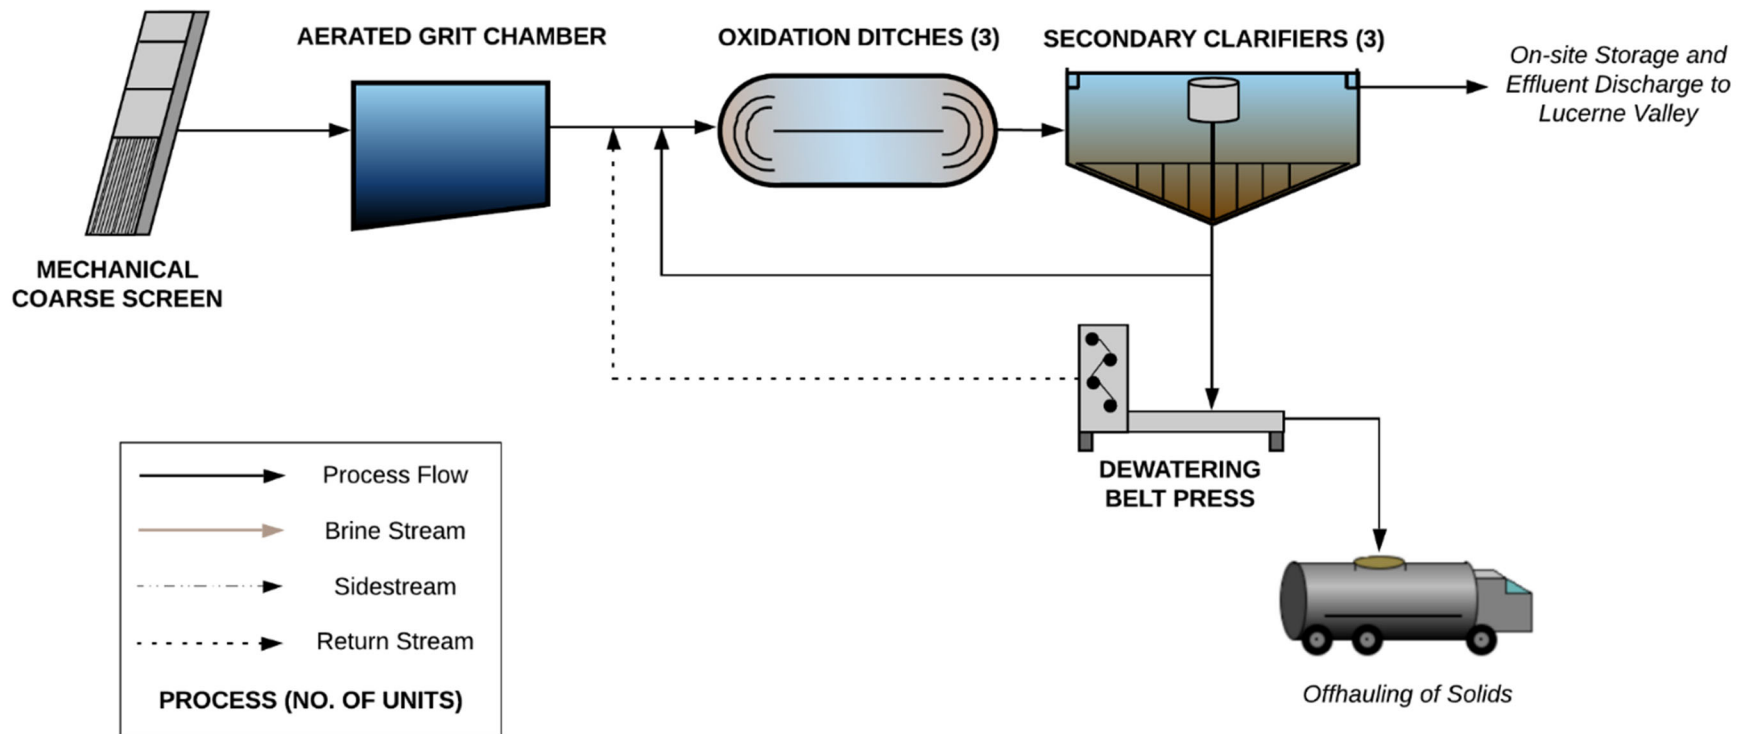 AERATED GRIT CHAMBER
OXIDATION DITCHES (3)
SECONDARY CLARIFIERS (3)
On-site Storage and
Effluent Discharge to
Lucerne Valley
MECHANICAL
COARSE SCREEN
DEWATERING
BELT PRESS
Process Flow
Brine Stream
Sidestream
Return Stream
PROCESS (NO. OF UNITS)
Offhauling of Solids